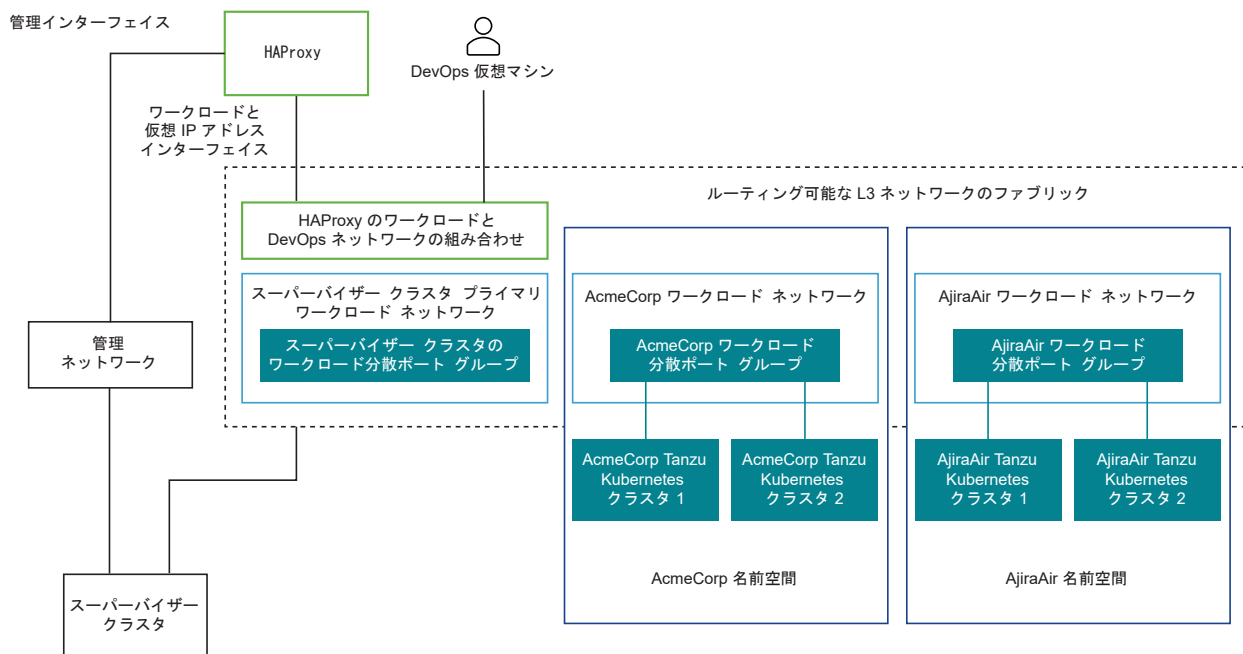 管理インターフェイス
HAProxy
DevOps 仮想マシン
ワークロードと
仮想 IP アドレス
インターフェイス
ルーティング可能な L3 ネットワークのファブリック
HAProxy のワークロードと
DevOps ネットワークの組み合わせ
スーパーバイザー クラスタ プライマリ
ワークロード ネットワーク
スーパーバイザー クラスタの
ワークロード分散ポート グループ
AcmeCorp ワークロード ネットワーク
AcmeCorp ワークロード
分散ポート グループ
AjiraAir ワークロード ネットワーク
AjiraAir ワークロード
分散ポート グループ
管理
ネットワーク
AcmeCorp Tanzu
Kubernetes
クラスタ 1
AcmeCorp Tanzu
Kubernetes
クラスタ 2
AjiraAir Tanzu
Kubernetes
クラスタ 1
AjiraAir Tanzu
Kubernetes
クラスタ 2
AcmeCorp 名前空間
AjiraAir 名前空間
スーパーバイザー
クラスタ